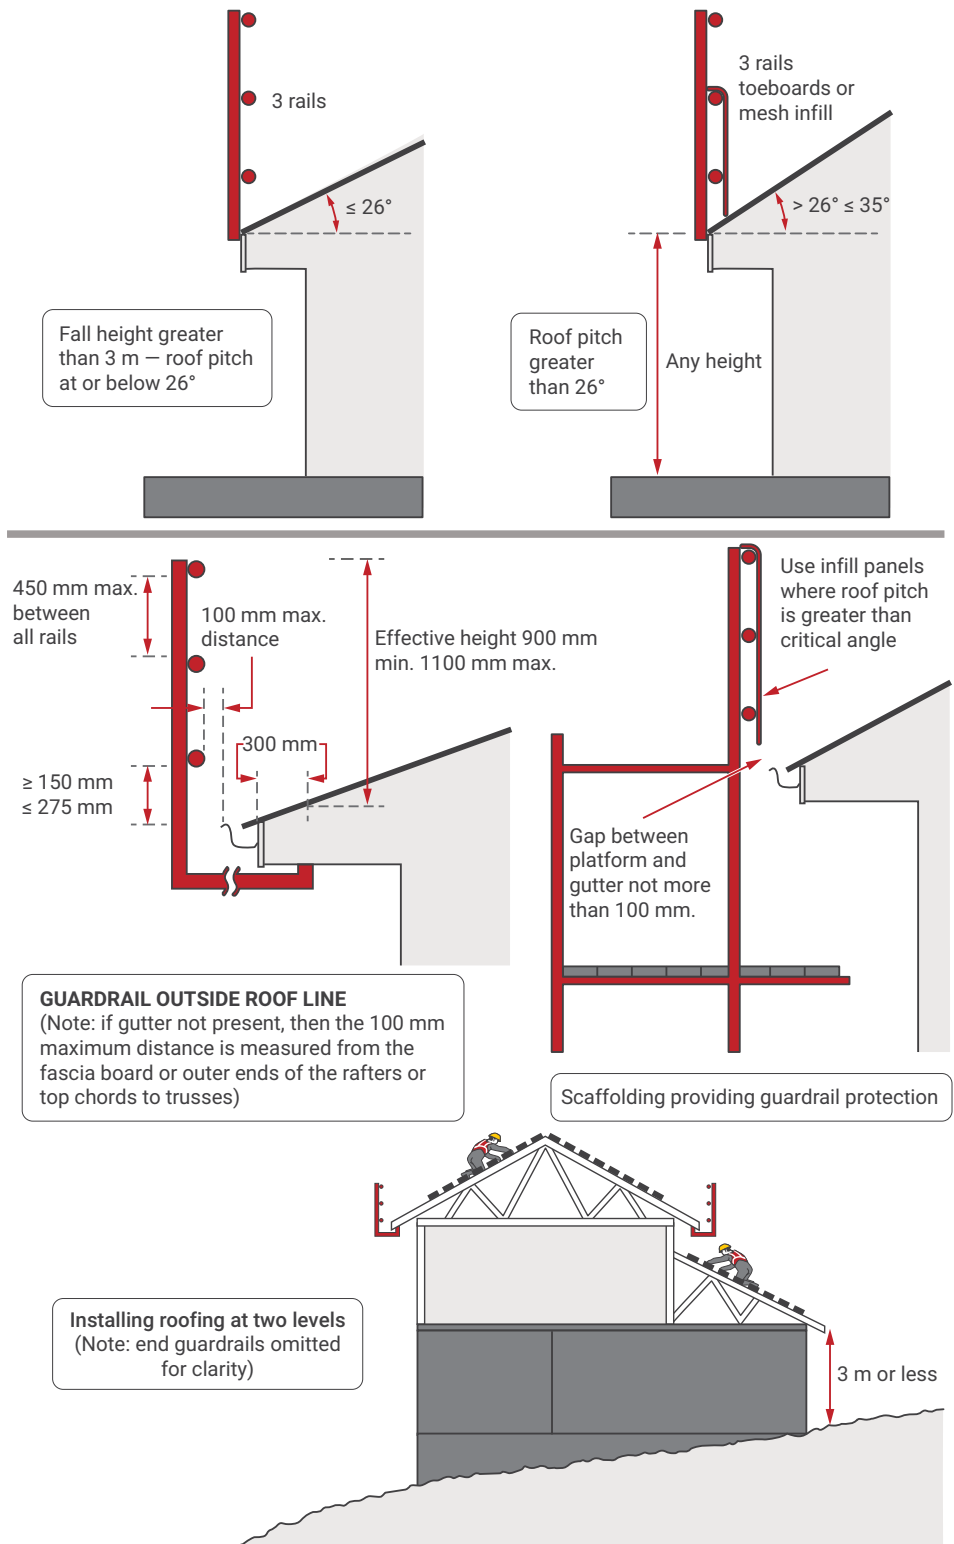 3 rails
≤ 26°
Fall height greater
than 3 m — roof pitch
at or below 26°
3 rails
toeboards or
mesh infill
> 26° ≤ 35°
Roof pitch
greater
than 26°
Any height
450 mm max.
between
all rails
100 mm max.
distance
Effective height 900 mm
min. 1100 mm max.
300 mm
≥ 150 mm
≤ 275 mm
GUARDRAIL OUTSIDE ROOF LINE
(Note: if gutter not present, then the 100 mm
maximum distance is measured from the
fascia board or outer ends of the rafters or
top chords to trusses)
Use infill panels
where roof pitch
is greater than
critical angle
Gap between
platform and
gutter not more
than 100 mm.
Scaffolding providing guardrail protection
Installing roofing at two levels
(Note: end guardrails omitted
for clarity)
3 m or less